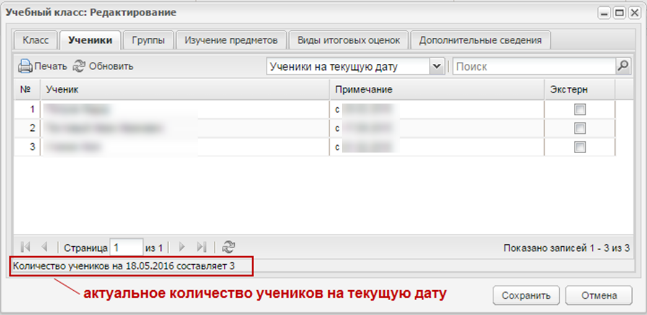 Учебный класс: Редактирование
Класс Ученики Группы Изучение предметов Виды итоговых оценок Дополнительные сведения
Печать Обновить Ученики на текущую дату Поиск
№ Ученик Примечание Экстерн
1 с
2 с
3 с
Страница 1 из 1 Показано записей 1 - 3 из 3
Количество учеников на 18.05.2016 составляет 3
актуальное количество учеников на текущую дату
Сохранить Отмена